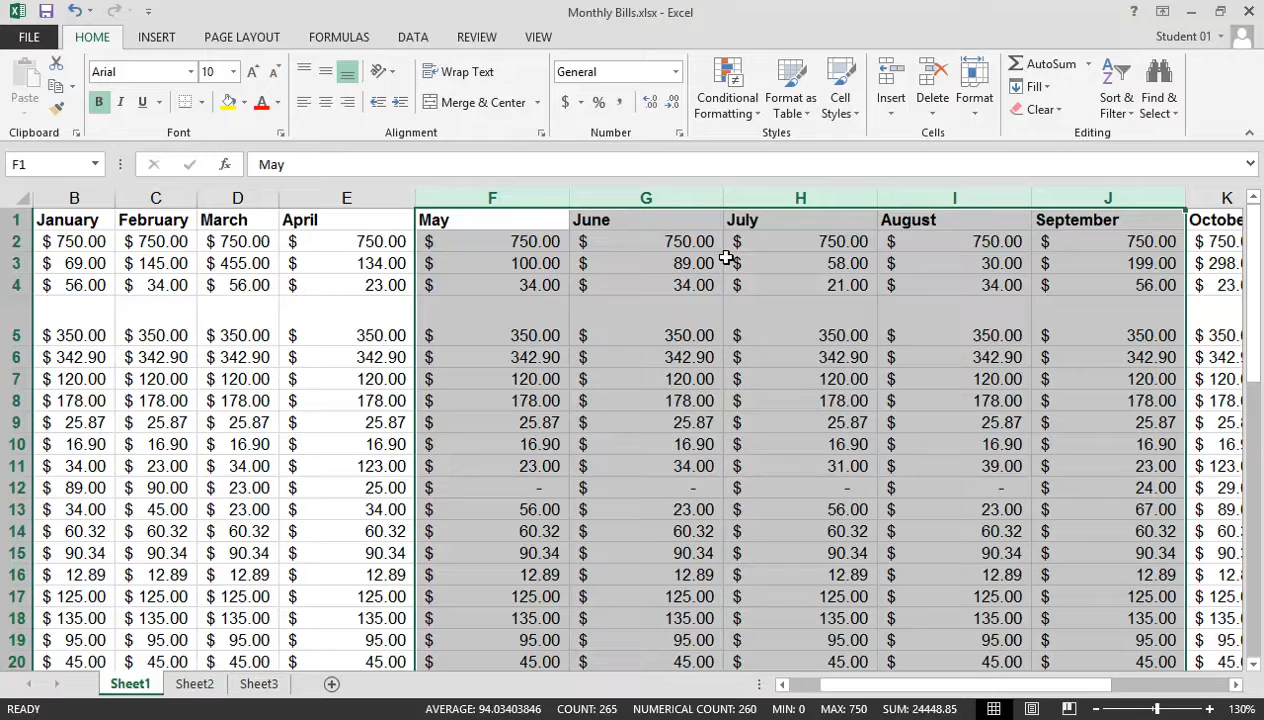 Monthly Bills.xlsx - Excel
FILE HOME INSERT PAGE LAYOUT FORMULAS DATA REVIEW VIEW Student 01
Arial 10 Wrap Text General AutoSum
Paste B I U Merge & Center $ % , Conditional Formatting Format as Table Cell Styles Insert Delete Format Fill Clear Sort & Filter Find & Select
Clipboard Font Alignment Number Styles Cells Editing
F1 fx May
B C D E F G H I J K
1 January February March April May June July August September Octobe
2 $ 750.00 $ 750.00 $ 750.00 $ 750.00 $ 750.00 $ 750.00 $ 750.00 $ 750.00 $ 750.00 $ 750.
3 $ 69.00 $ 145.00 $ 455.00 $ 134.00 $ 100.00 $ 89.00 $ 58.00 $ 30.00 $ 199.00 $ 298.
4 $ 56.00 $ 34.00 $ 56.00 $ 23.00 $ 34.00 $ 34.00 $ 21.00 $ 34.00 $ 56.00 $ 23.
5 $ 350.00 $ 350.00 $ 350.00 $ 350.00 $ 350.00 $ 350.00 $ 350.00 $ 350.00 $ 350.00 $ 350.
6 $ 342.90 $ 342.90 $ 342.90 $ 342.90 $ 342.90 $ 342.90 $ 342.90 $ 342.90 $ 342.90 $ 342.
7 $ 120.00 $ 120.00 $ 120.00 $ 120.00 $ 120.00 $ 120.00 $ 120.00 $ 120.00 $ 120.00 $ 120.
8 $ 178.00 $ 178.00 $ 178.00 $ 178.00 $ 178.00 $ 178.00 $ 178.00 $ 178.00 $ 178.00 $ 178.
9 $ 25.87 $ 25.87 $ 25.87 $ 25.87 $ 25.87 $ 25.87 $ 25.87 $ 25.87 $ 25.87 $ 25.
10 $ 16.90 $ 16.90 $ 16.90 $ 16.90 $ 16.90 $ 16.90 $ 16.90 $ 16.90 $ 16.90 $ 16.
11 $ 34.00 $ 23.00 $ 34.00 $ 123.00 $ 23.00 $ 34.00 $ 31.00 $ 39.00 $ 23.00 $ 123.
12 $ 89.00 $ 90.00 $ 23.00 $ 25.00 $ - $ - $ - $ - $ 24.00 $ 29.
13 $ 34.00 $ 45.00 $ 23.00 $ 34.00 $ 56.00 $ 23.00 $ 56.00 $ 23.00 $ 67.00 $ 89.
14 $ 60.32 $ 60.32 $ 60.32 $ 60.32 $ 60.32 $ 60.32 $ 60.32 $ 60.32 $ 60.32 $ 60.
15 $ 90.34 $ 90.34 $ 90.34 $ 90.34 $ 90.34 $ 90.34 $ 90.34 $ 90.34 $ 90.34 $ 90.
16 $ 12.89 $ 12.89 $ 12.89 $ 12.89 $ 12.89 $ 12.89 $ 12.89 $ 12.89 $ 12.89 $ 12.
17 $ 125.00 $ 125.00 $ 125.00 $ 125.00 $ 125.00 $ 125.00 $ 125.00 $ 125.00 $ 125.00 $ 125.
18 $ 135.00 $ 135.00 $ 135.00 $ 135.00 $ 135.00 $ 135.00 $ 135.00 $ 135.00 $ 135.00 $ 135.
19 $ 95.00 $ 95.00 $ 95.00 $ 95.00 $ 95.00 $ 95.00 $ 95.00 $ 95.00 $ 95.00 $ 95.
20 $ 45.00 $ 45.00 $ 45.00 $ 45.00 $ 45.00 $ 45.00 $ 45.00 $ 45.00 $ 45.00 $ 45.
Sheet1 Sheet2 Sheet3
READY AVERAGE: 94.03403846 COUNT: 265 NUMERICAL COUNT: 260 MIN: 0 MAX: 750 SUM: 24448.85 130%